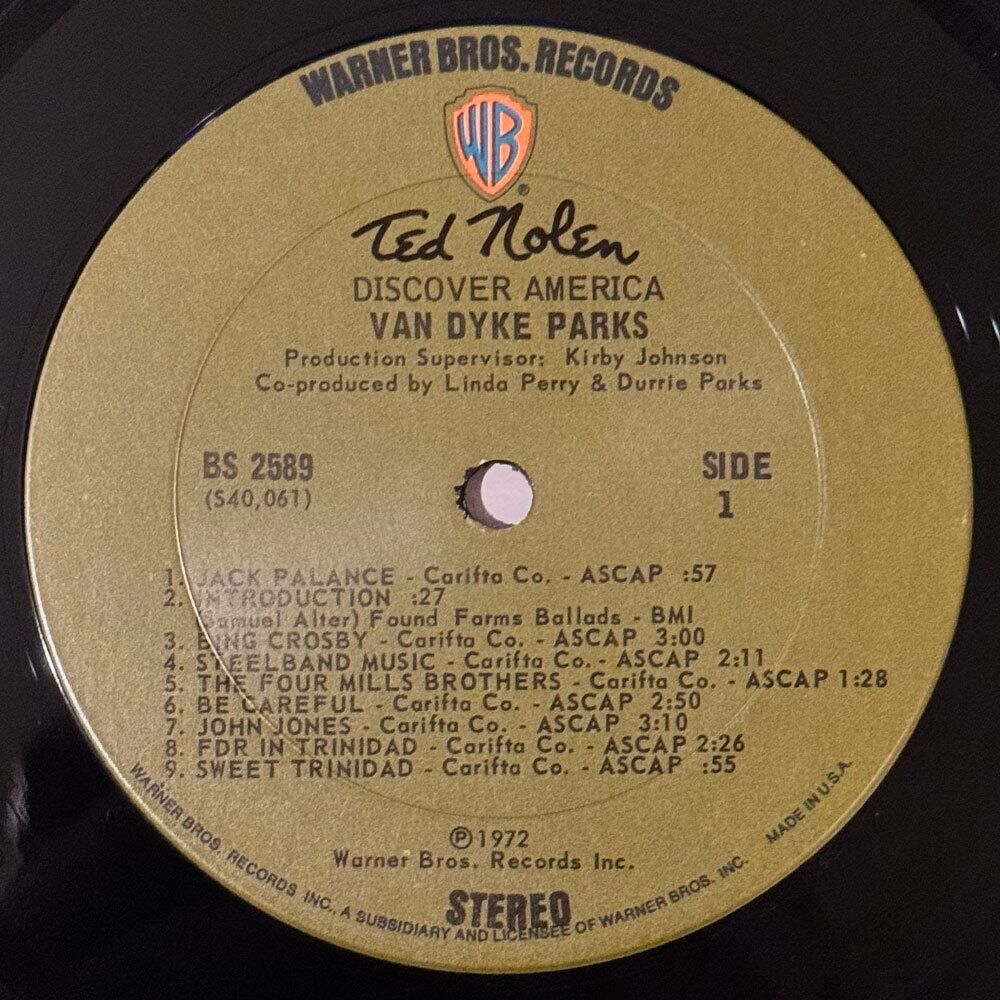 WARNER BROS. RECORDS
WB
®
Ted Nolen
DISCOVER AMERICA
VAN DYKE PARKS
Production Supervisor: Kirby Johnson
Co-produced by Linda Perry & Durrie Parks
BS 2589
(S40,061)
SIDE
1
1. JACK PALANCE - Carifta Co. - ASCAP :57
2. INTRODUCTION :27
(Samuel Alter) Found Farms Ballads - BMI
3. BING CROSBY - Carifta Co. - ASCAP 3:00
4. STEELBAND MUSIC - Carifta Co. - ASCAP 2:11
5. THE FOUR MILLS BROTHERS - Carifta Co. - ASCAP 1:28
6. BE CAREFUL - Carifta Co. - ASCAP 2:50
7. JOHN JONES - Carifta Co. - ASCAP 3:10
8. FDR IN TRINIDAD - Carifta Co. - ASCAP 2:26
9. SWEET TRINIDAD - Carifta Co. - ASCAP :55
℗1972
Warner Bros. Records Inc.
STEREO
WARNER BROS. RECORDS INC., A SUBSIDIARY AND LICENSEE OF WARNER BROS. INC. MADE IN U.S.A.